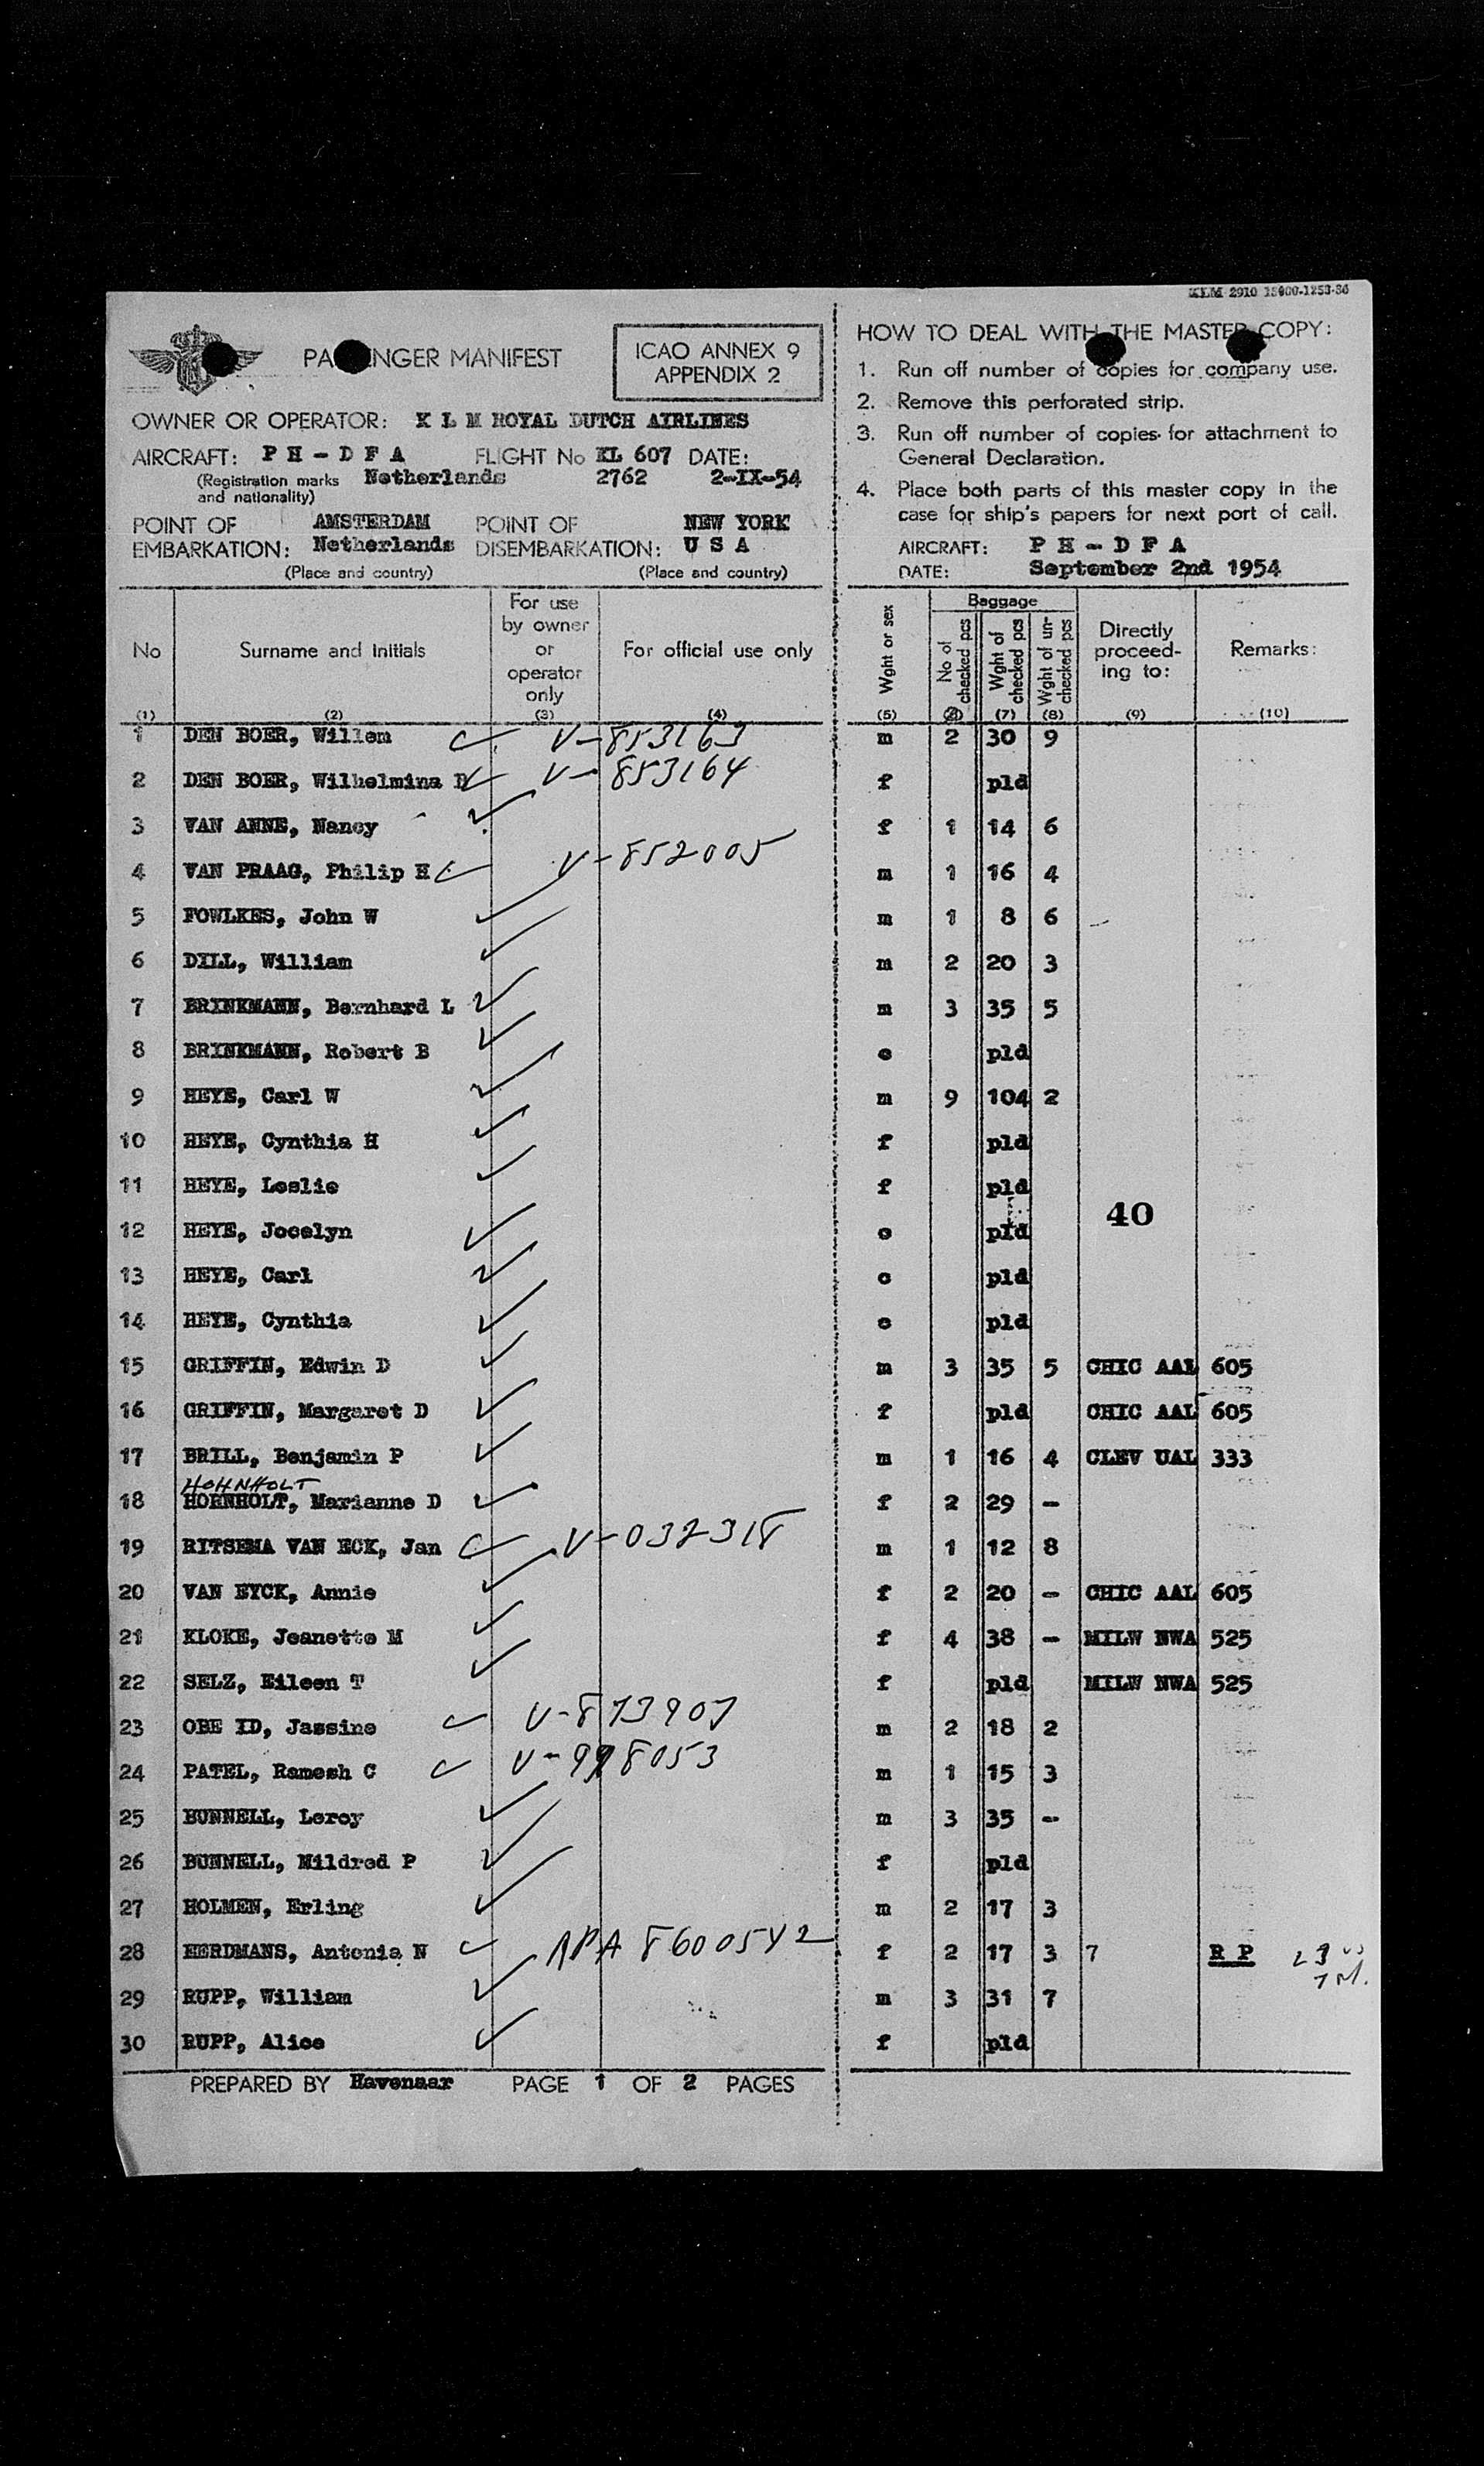 KLM 2910 15000-1253-36
PASSENGER MANIFEST
ICAO ANNEX 9
APPENDIX 2
OWNER OR OPERATOR: K L M ROYAL DUTCH AIRLINES
AIRCRAFT: P H - D F A FLIGHT No KL 607 DATE:
(Registration marks and nationality) Netherlands 2762 2-IX-54
POINT OF EMBARKATION: AMSTERDAM Netherlands POINT OF DISEMBARKATION: NEW YORK U S A
(Place and country) (Place and country)
HOW TO DEAL WITH THE MASTER COPY:
1. Run off number of copies for company use.
2. Remove this perforated strip.
3. Run off number of copies for attachment to
General Declaration.
4. Place both parts of this master copy in the
case for ship's papers for next port of call.
AIRCRAFT: P H - D F A
DATE: September 2nd 1954
No Surname and Initials For use by owner or operator only For official use only Wght or sex Baggage No of checked pcs Wght of checked pcs Wght of un-checked pcs Directly proceed-ing to: Remarks:
(1) (2) (3) (4) (5) (6) (7) (8) (9) (10)
1 DEN BOER, Willem ✓ V-853163 m 2 30 9
2 DEN BOER, Wilhelmina D ✓ V-853164 f pld
3 VAN ANNE, Nancy ✓ f 1 14 6
4 VAN PRAAG, Philip H ✓ V-852005 m 1 16 4
5 FOWLKES, John W ✓ m 1 8 6
6 DILL, William ✓ m 2 20 3
7 BRINKMANN, Bernhard L ✓ m 3 35 5
8 BRINKMANN, Robert B ✓ c pld
9 HEYE, Carl W ✓ m 9 104 2
10 HEYE, Cynthia H ✓ f pld
11 HEYE, Leslie ✓ f pld
40
12 HEYE, Jocelyn ✓ c pld
13 HEYE, Carl ✓ c pld
14 HEYE, Cynthia ✓ c pld
15 GRIFFIN, Edwin D ✓ m 3 35 5 CHIC AAL 605
16 GRIFFIN, Margaret D ✓ f pld CHIC AAL 605
17 BRILL, Benjamin P ✓ m 1 16 4 CLEV UAL 333
HOHNHOLT
18 HORNHOLT, Marianne D ✓ f 2 29 -
19 RITSEMA VAN ECK, Jan ✓ V-032318 m 1 12 8
20 VAN EYCK, Annie ✓ f 2 20 - CHIC AAL 605
21 KLOKE, Jeanette M ✓ f 4 38 - MILW NWA 525
22 SELZ, Eileen T ✓ f pld MILW NWA 525
23 OBE ID, Jassine ✓ V-873907 m 2 18 2
24 PATEL, Ramesh C ✓ V-998053 m 1 15 3
25 BUNNELL, Leroy ✓ m 3 35 -
26 BUNNELL, Mildred P ✓ f pld
27 HOLMEN, Erling ✓ m 2 17 3
28 HERDMANS, Antonia N ✓ APA 8600542 f 2 17 3 7 R P
29 RUPP, William ✓ m 3 31 7
30 RUPP, Alice ✓ f pld
PREPARED BY Havenaar PAGE 1 OF 2 PAGES